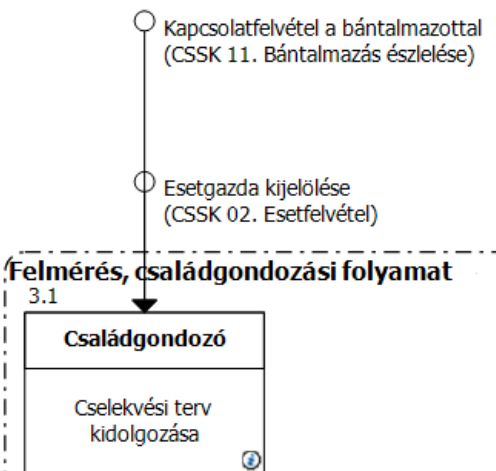 Kapcsolatfelvétel a bántalmazottal
(CSSK 11. Bántalmazás észlelése)
Esetgazda kijelölése
(CSSK 02. Esetfelvétel)
Felmérés, családgondozási folyamat
3.1
Családgondozó
Cselekvési terv
kidolgozása